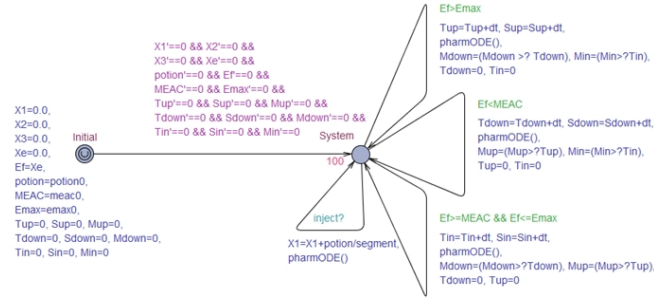 Ef>Emax
Tup=Tup+dt, Sup=Sup+dt,
pharmODE(),
Mdown=(Mdown >? Tdown), Min=(Min>?Tin),
Tdown=0, Tin=0
X1'==0 && X2'==0 &&
X3'==0 && Xe'==0 &&
potion'==0 && Ef'==0 &&
MEAC'==0 && Emax'==0 &&
Tup'==0 && Sup'==0 && Mup'==0 &&
Tdown'==0 && Sdown'==0 && Mdown'==0 &&
Tin'==0 && Sin'==0 && Min'==0
Ef<MEAC
Tdown=Tdown+dt, Sdown=Sdown+dt,
pharmODE(),
Mup=(Mup>?Tup), Min=(Min>?Tin),
Tup=0, Tin=0
X1=0.0,
X2=0.0,
X3=0.0,
Xe=0.0,
Ef=Xe,
potion=potion0,
MEAC=meac0,
Emax=emax0,
Tup=0, Sup=0, Mup=0,
Tdown=0, Sdown=0, Mdown=0,
Tin=0, Sin=0, Min=0
Initial
System
100
inject?
X1=X1+potion/segment,
pharmODE()
Ef>=MEAC && Ef<=Emax
Tin=Tin+dt, Sin=Sin+dt,
pharmODE(),
Mdown=(Mdown>?Tdown), Mup=(Mup>?Tup),
Tdown=0, Tup=0